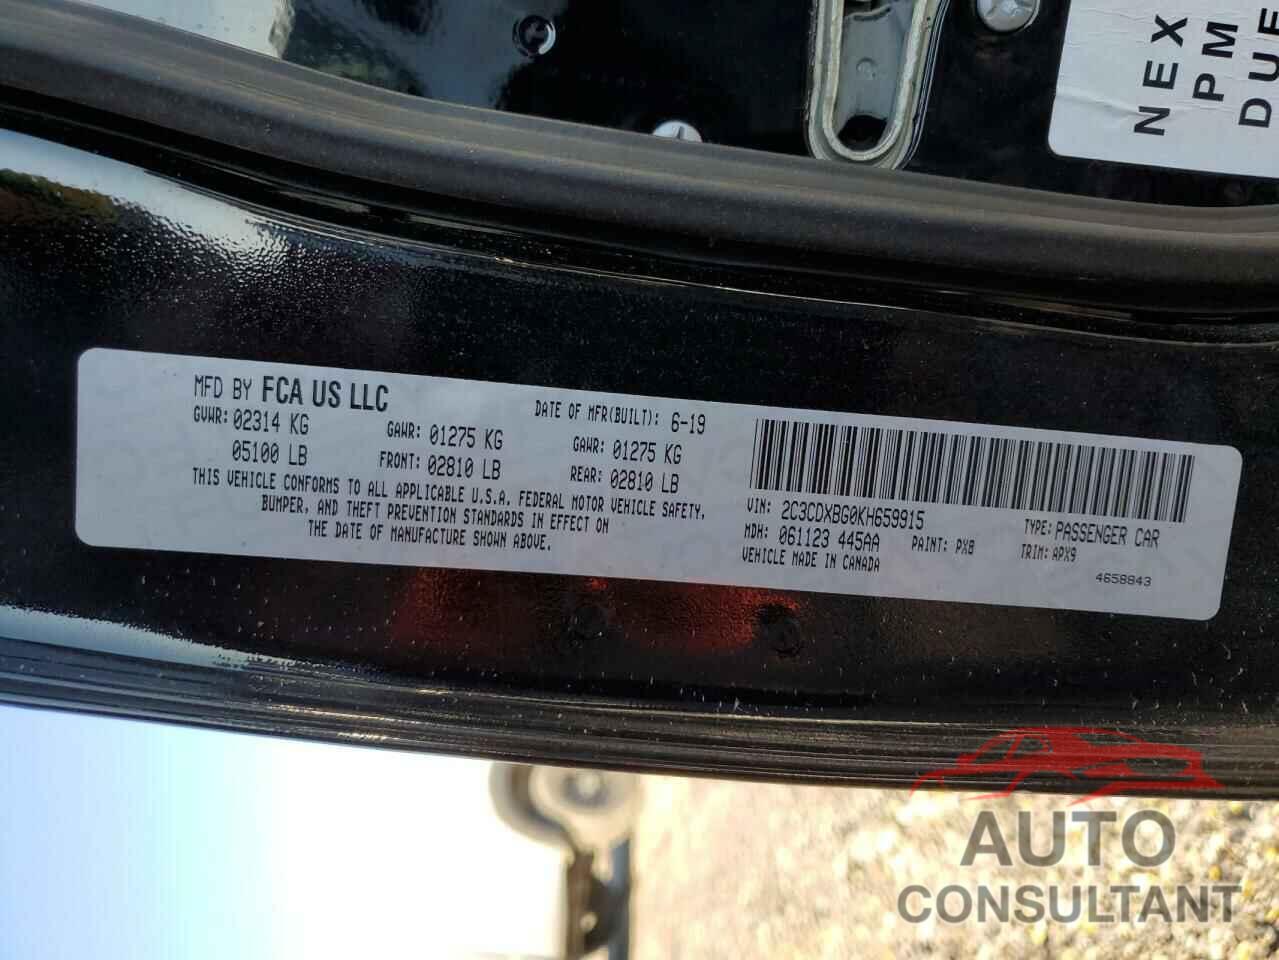 NEX
PM
DUE
MFD BY FCA US LLC
DATE OF MFR(BUILT): 6-19
GVWR: 02314 KG
GAWR: 01275 KG
GAWR: 01275 KG
05100 LB
FRONT: 02810 LB
REAR: 02810 LB
THIS VEHICLE CONFORMS TO ALL APPLICABLE U.S.A. FEDERAL MOTOR VEHICLE SAFETY,
BUMPER, AND THEFT PREVENTION STANDARDS IN EFFECT ON
THE DATE OF MANUFACTURE SHOWN ABOVE.
VIN: 2C3CDXBG0KH659915
TYPE: PASSENGER CAR
MDH: 061123 445AA
PAINT: PX8
TRIM: APX9
VEHICLE MADE IN CANADA
4658843
AUTO
CONSULTANT